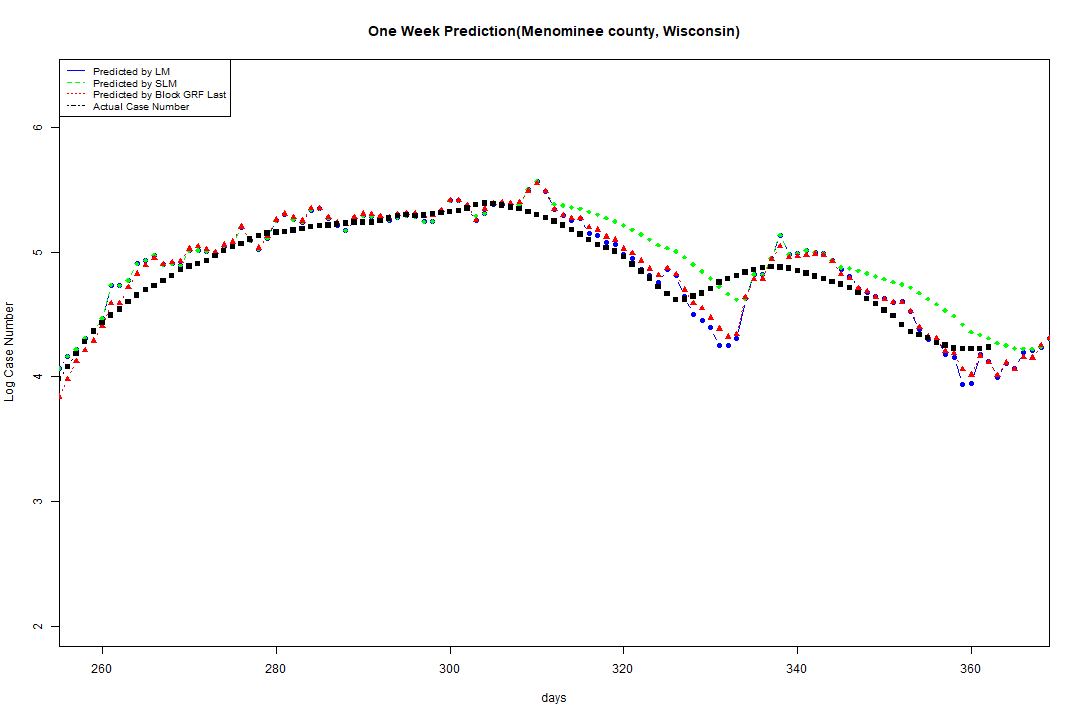 One Week Prediction(Menominee county, Wisconsin)
Predicted by LM
Predicted by SLM
Predicted by Block GRF Last
Actual Case Number
6
5
4
3
2
Log Case Number
260 280 300 320 340 360
days